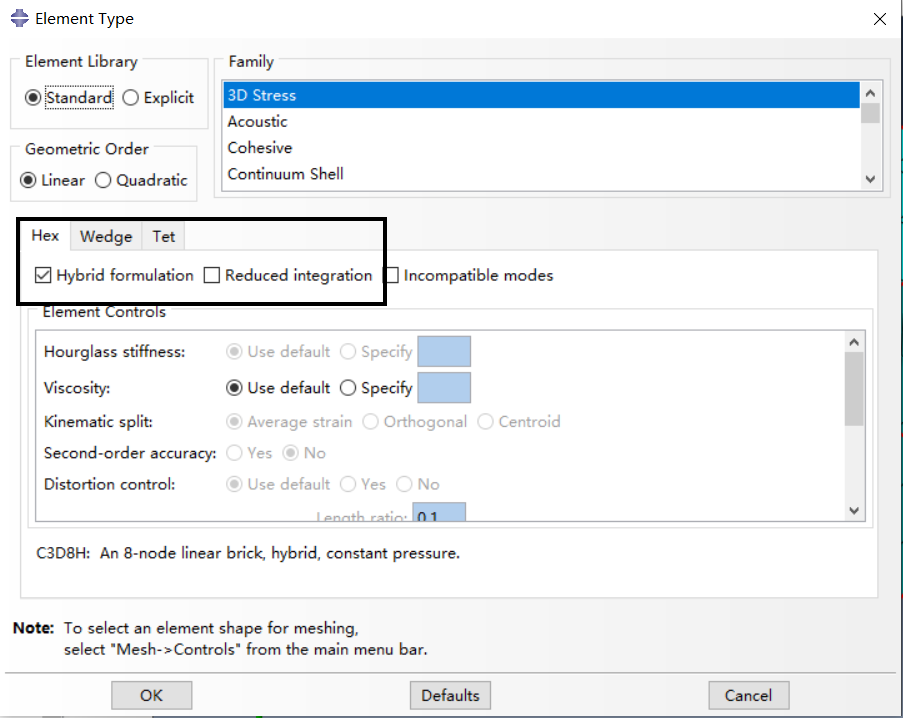 Element Type
Element Library
Standard Explicit
Family
3D Stress
Acoustic
Cohesive
Continuum Shell
Geometric Order
Linear Quadratic
Hex Wedge Tet
Hybrid formulation Reduced integration Incompatible modes
Element Controls
Hourglass stiffness: Use default Specify
Viscosity: Use default Specify
Kinematic split: Average strain Orthogonal Centroid
Second-order accuracy: Yes No
Distortion control: Use default Yes No
Length ratio: 0.1
C3D8H: An 8-node linear brick, hybrid, constant pressure.
Note: To select an element shape for meshing,
select "Mesh->Controls" from the main menu bar.
OK Defaults Cancel